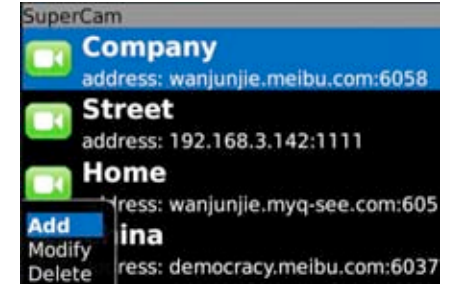 SuperCam
Company
address: wanjunjie.meibu.com:6058
Street
address: 192.168.3.142:1111
Home
ress: wanjunjie.myq-see.com:605
ina
ress: democracy.meibu.com:6037
Add
Modify
Delete